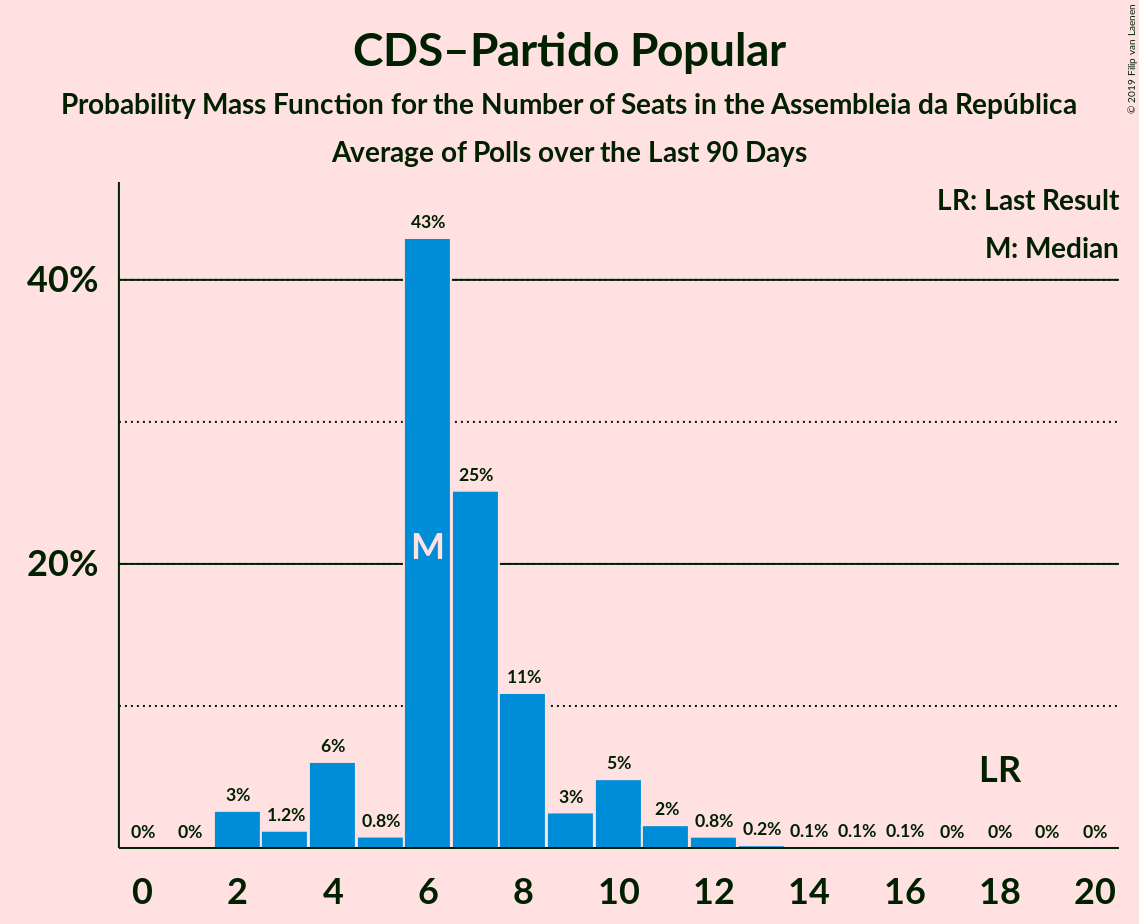 CDS–Partido Popular
Probability Mass Function for the Number of Seats in the Assembleia da República
Average of Polls over the Last 90 Days
© 2019 Filip van Laenen
LR: Last Result
M: Median
40%
20%
0%
0%
3%
1.2%
6%
0.8%
43%
25%
11%
3%
5%
2%
0.8%
0.2%
0.1%
0.1%
0.1%
0%
0%
0%
0%
M
LR
0 2 4 6 8 10 12 14 16 18 20